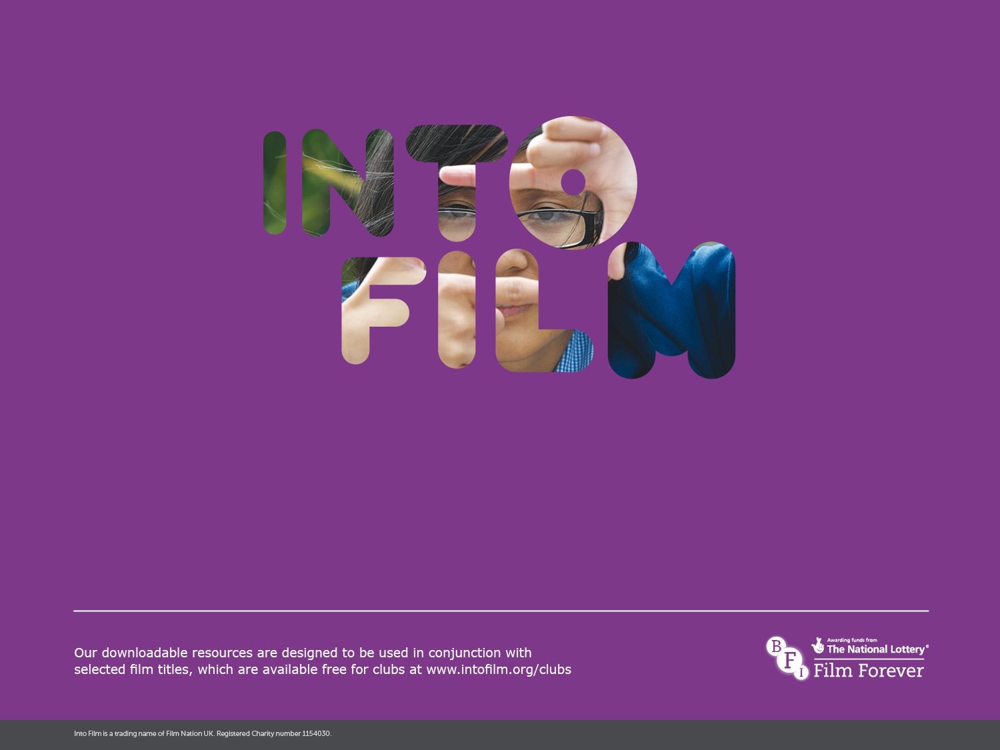 INTO
FILM
Our downloadable resources are designed to be used in conjunction with
selected film titles, which are available free for clubs at www.intofilm.org/clubs
BFI
Awarding funds from
The National Lottery®
Film Forever
Into Film is a trading name of Film Nation UK. Registered Charity number 1154030.